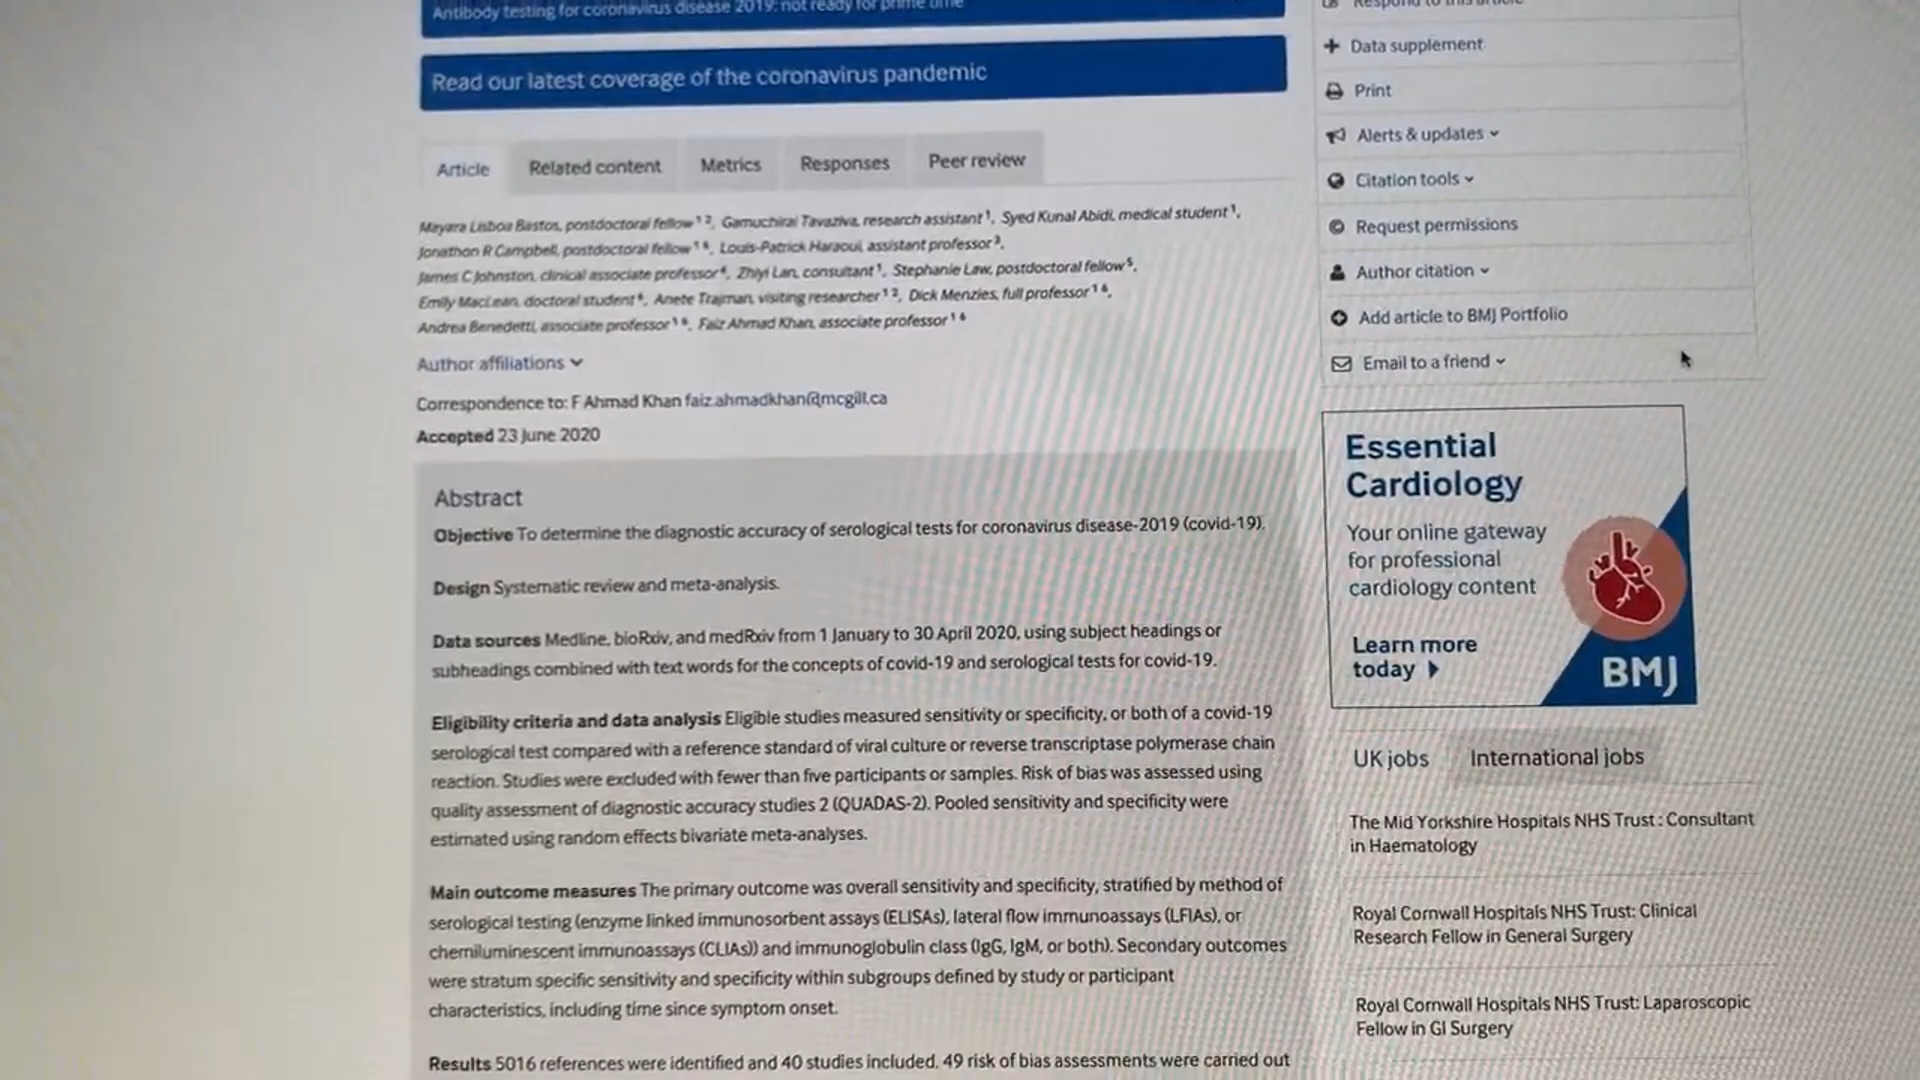 Antibody testing for coronavirus disease 2019: not ready for prime time
Read our latest coverage of the coronavirus pandemic
Article
Related content
Metrics
Responses
Peer review
Mayara Lisboa Bastos, postdoctoral fellow 1 2, Gamuchirai Tavaziva, research assistant 1, Syed Kunal Abidi, medical student 1,
Jonathon R Campbell, postdoctoral fellow 1 6, Louis-Patrick Haraoui, assistant professor 3,
James C Johnston, clinical associate professor 4, Zhiyi Lan, consultant 1, Stephanie Law, postdoctoral fellow 5,
Emily MacLean, doctoral student 6, Anete Trajman, visiting researcher 1 2, Dick Menzies, full professor 1 6,
Andrea Benedetti, associate professor 1 6, Faiz Ahmad Khan, associate professor 1 6
Author affiliations
Correspondence to: F Ahmad Khan faiz.ahmadkhan@mcgill.ca
Accepted 23 June 2020
Abstract
Objective To determine the diagnostic accuracy of serological tests for coronavirus disease-2019 (covid-19).
Design Systematic review and meta-analysis.
Data sources Medline, bioRxiv, and medRxiv from 1 January to 30 April 2020, using subject headings or
subheadings combined with text words for the concepts of covid-19 and serological tests for covid-19.
Eligibility criteria and data analysis Eligible studies measured sensitivity or specificity, or both of a covid-19
serological test compared with a reference standard of viral culture or reverse transcriptase polymerase chain
reaction. Studies were excluded with fewer than five participants or samples. Risk of bias was assessed using
quality assessment of diagnostic accuracy studies 2 (QUADAS-2). Pooled sensitivity and specificity were
estimated using random effects bivariate meta-analyses.
Main outcome measures The primary outcome was overall sensitivity and specificity, stratified by method of
serological testing (enzyme linked immunosorbent assays (ELISAs), lateral flow immunoassays (LFIAs), or
chemiluminescent immunoassays (CLIAs)) and immunoglobulin class (IgG, IgM, or both). Secondary outcomes
were stratum specific sensitivity and specificity within subgroups defined by study or participant
characteristics, including time since symptom onset.
Results 5016 references were identified and 40 studies included. 49 risk of bias assessments were carried out
Respond to this article
Data supplement
Print
Alerts & updates
Citation tools
Request permissions
Author citation
Add article to BMJ Portfolio
Email to a friend
Essential
Cardiology
Your online gateway
for professional
cardiology content
Learn more
today
BMJ
UK jobs
International jobs
The Mid Yorkshire Hospitals NHS Trust : Consultant
in Haematology
Royal Cornwall Hospitals NHS Trust: Clinical
Research Fellow in General Surgery
Royal Cornwall Hospitals NHS Trust: Laparoscopic
Fellow in GI Surgery